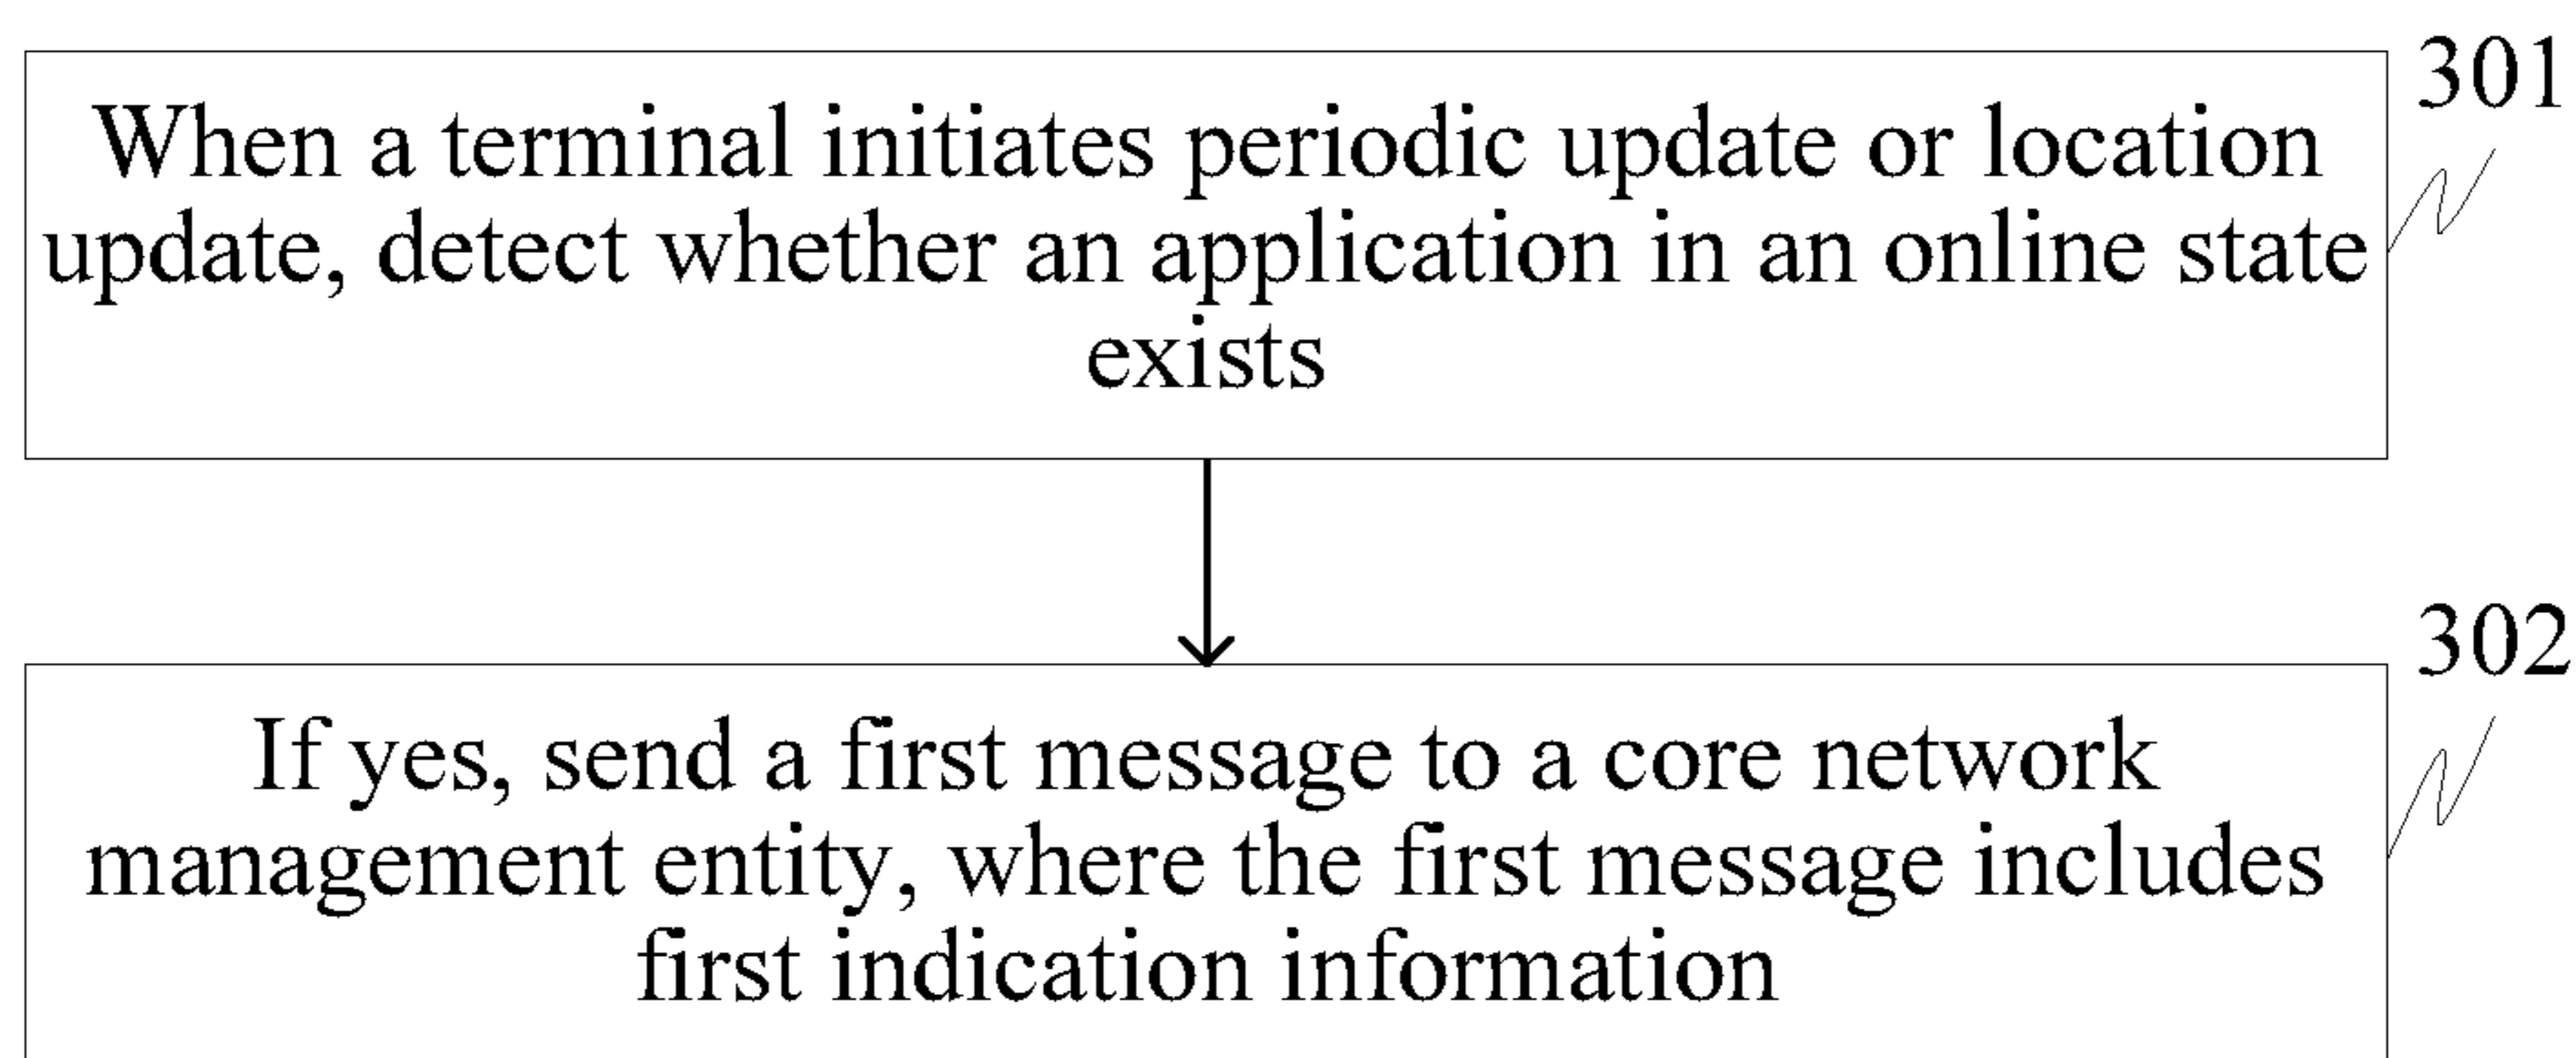 301
When a terminal initiates periodic update or location
update, detect whether an application in an online state
exists
302
If yes, send a first message to a core network
management entity, where the first message includes
first indication information